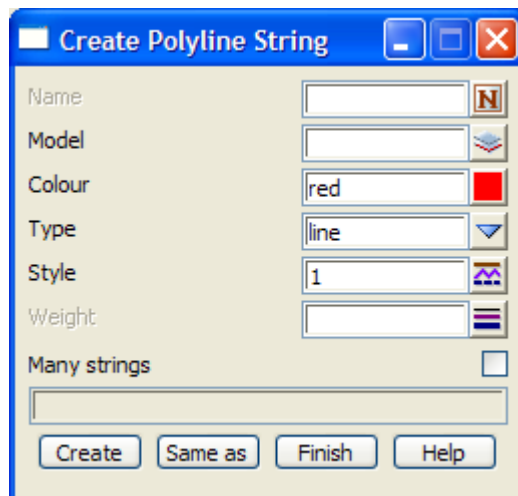 Create Polyline String
Name N
Model
Colour red
Type line
Style 1
Weight
Many strings
Create Same as Finish Help